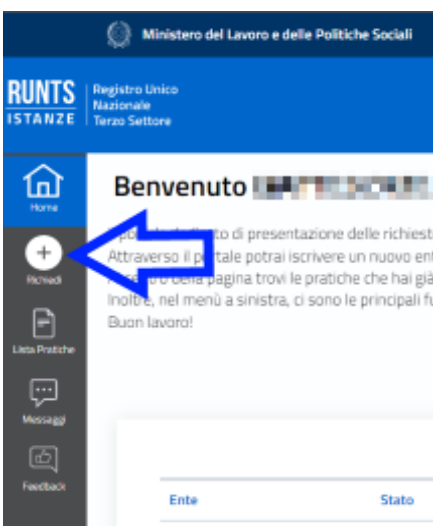 Ministero del Lavoro e delle Politiche Sociali
RUNTS
ISTANZE
Registro Unico
Nazionale
Terzo Settore
Home
Richiedi
Lista Pratiche
Messaggi
Feedback
Benvenuto
di presentazione delle richieste
Attraverso il portale potrai iscrivere un nuovo ent
della pagina trovi le pratiche che hai già
Inoltre, nel menù a sinistra, ci sono le principali fu
Buon lavoro!
Ente Stato